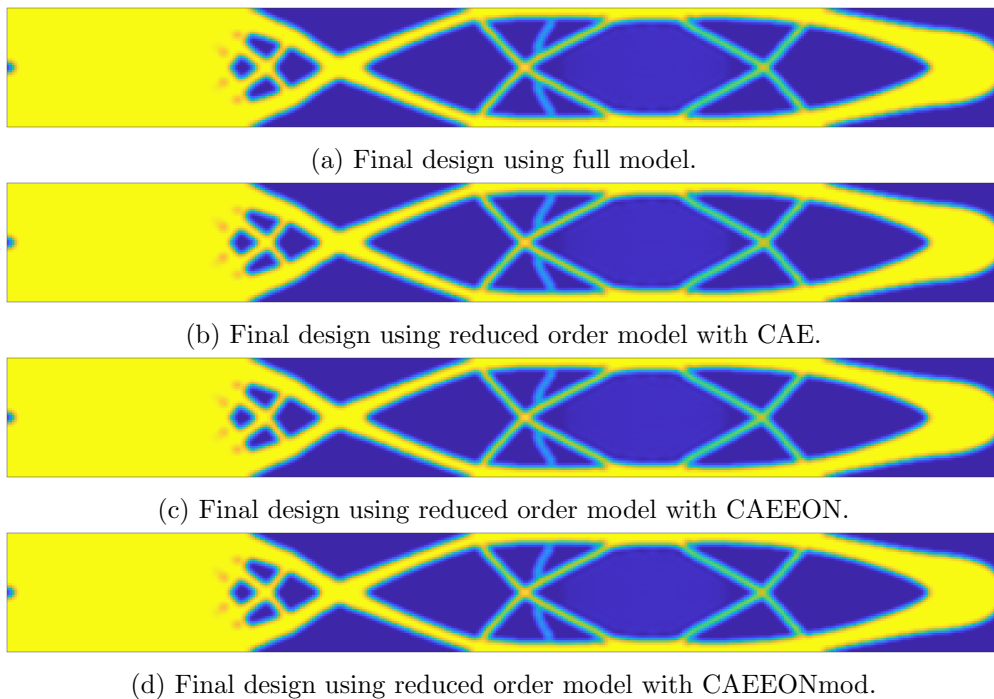 (a) Final design using full model.
(b) Final design using reduced order model with CAE.
(c) Final design using reduced order model with CAEEON.
(d) Final design using reduced order model with CAEEONmod.